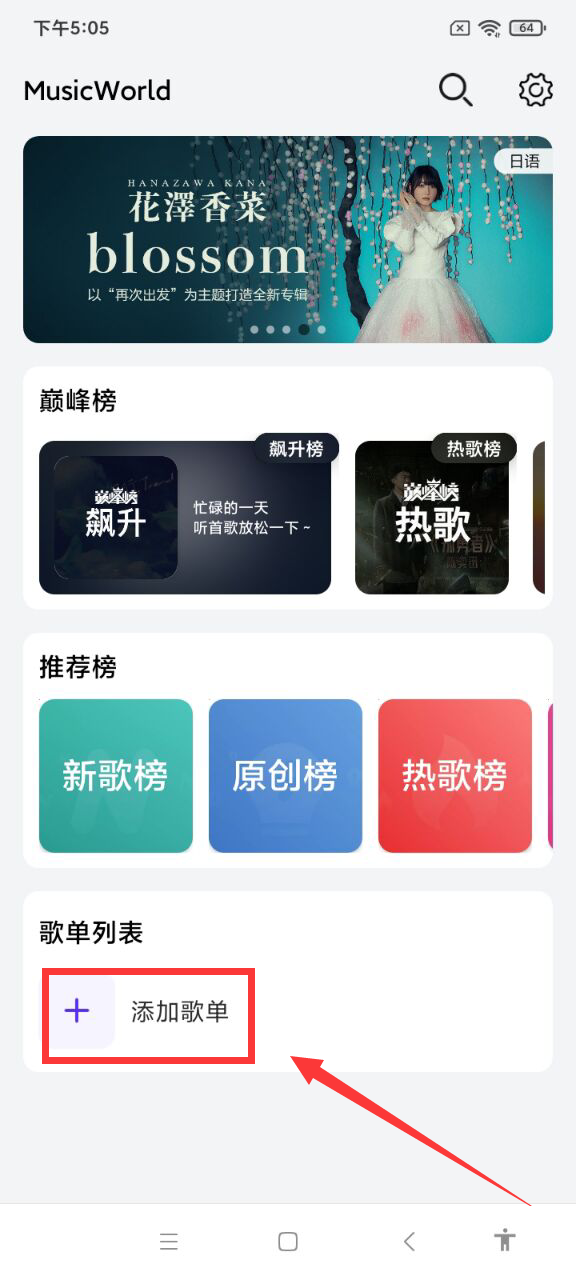 下午5:05
64
MusicWorld
日语
HANAZAWA KANA
花澤香菜
blossom
以“再次出发”为主题打造全新专辑
巅峰榜
飙升榜
巅峰榜
飙升
忙碌的一天
听首歌放松一下～
热歌榜
巅峰榜
热歌
推荐榜
新歌榜
原创榜
热歌榜
歌单列表
添加歌单